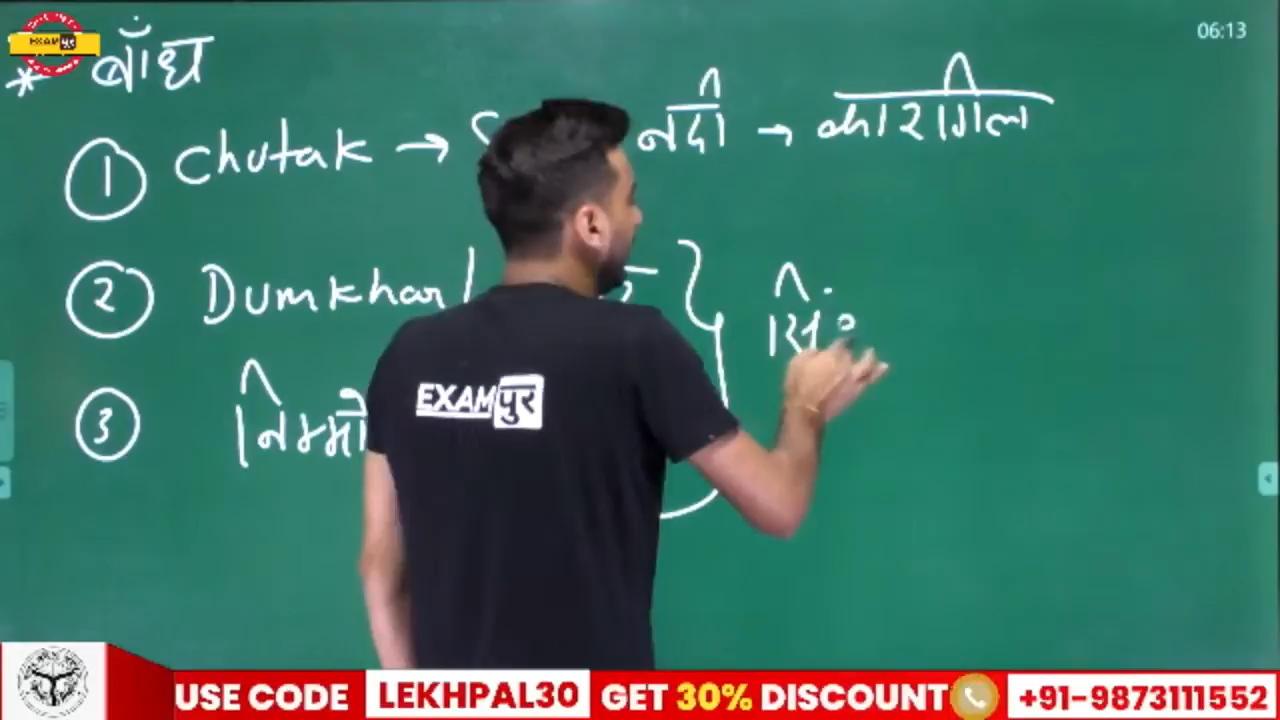 EXAMपुर
06:13
* बाँध
① Chutak → नदी → कारगिल
② Dumkhar
③ निम्मो
EXAMपुर
USE CODE LEKHPAL30 GET 30% DISCOUNT +91-9873111552